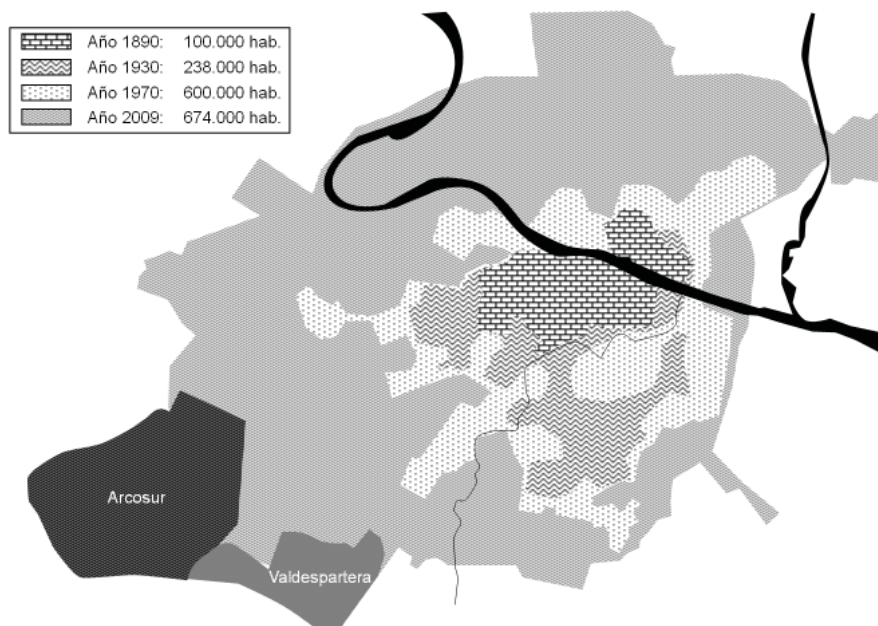 Año 1890: 100.000 hab.
Año 1930: 238.000 hab.
Año 1970: 600.000 hab.
Año 2009: 674.000 hab.
Arcosur
Valdespartera